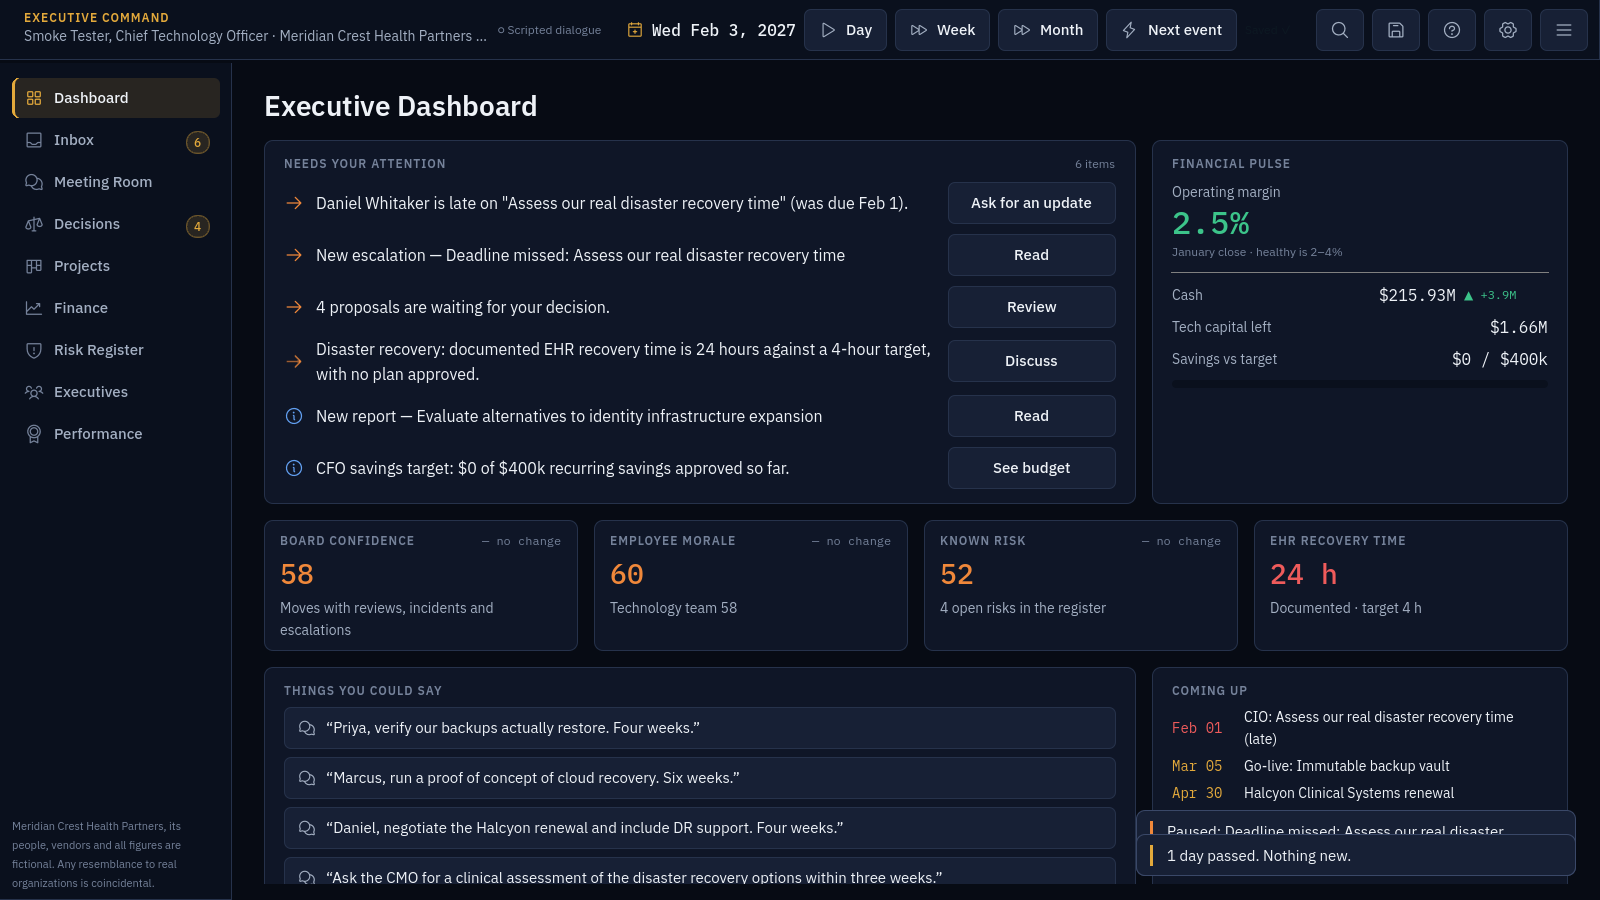 EXECUTIVE COMMAND
Smoke Tester, Chief Technology Officer · Meridian Crest Health Partners ...
Scripted dialogue
Wed Feb 3, 2027
Day
Week
Month
Next event
Dashboard
Inbox
6
Meeting Room
Decisions
4
Projects
Finance
Risk Register
Executives
Performance
Meridian Crest Health Partners, its
people, vendors and all figures are
fictional. Any resemblance to real
organizations is coincidental.
Executive Dashboard
NEEDS YOUR ATTENTION
6 items
Daniel Whitaker is late on "Assess our real disaster recovery time" (was due Feb 1).
Ask for an update
New escalation — Deadline missed: Assess our real disaster recovery time
Read
4 proposals are waiting for your decision.
Review
Disaster recovery: documented EHR recovery time is 24 hours against a 4-hour target,
with no plan approved.
Discuss
New report — Evaluate alternatives to identity infrastructure expansion
Read
CFO savings target: $0 of $400k recurring savings approved so far.
See budget
FINANCIAL PULSE
Operating margin
2.5%
January close · healthy is 2–4%
Cash
$215.93M ▲ +3.9M
Tech capital left
$1.66M
Savings vs target
$0 / $400k
BOARD CONFIDENCE
— no change
58
Moves with reviews, incidents and
escalations
EMPLOYEE MORALE
— no change
60
Technology team 58
KNOWN RISK
— no change
52
4 open risks in the register
EHR RECOVERY TIME
24 h
Documented · target 4 h
THINGS YOU COULD SAY
“Priya, verify our backups actually restore. Four weeks.”
“Marcus, run a proof of concept of cloud recovery. Six weeks.”
“Daniel, negotiate the Halcyon renewal and include DR support. Four weeks.”
“Ask the CMO for a clinical assessment of the disaster recovery options within three weeks.”
COMING UP
Feb 01
CIO: Assess our real disaster recovery time
(late)
Mar 05
Go-live: Immutable backup vault
Apr 30
Halcyon Clinical Systems renewal
Paused: Deadline missed: Assess our real disaster
1 day passed. Nothing new.